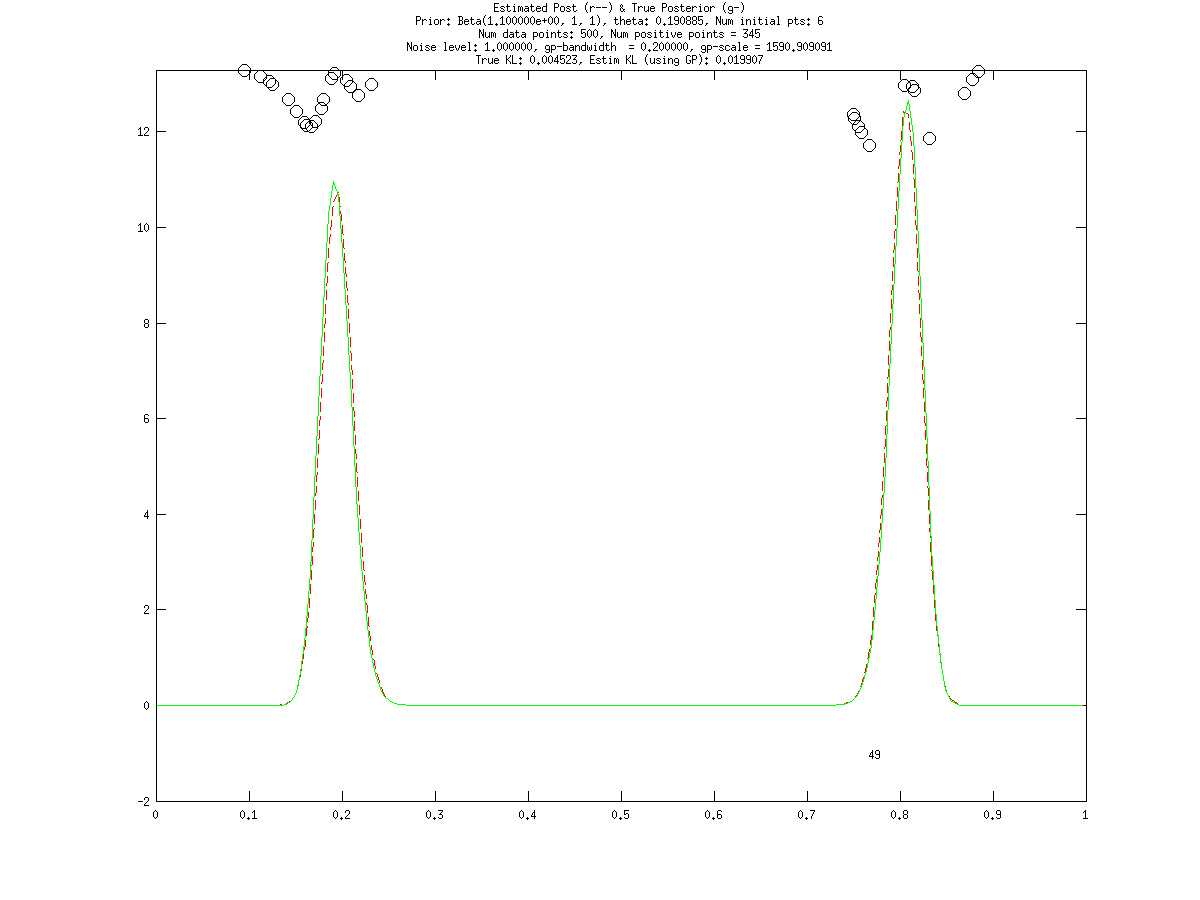 Estimated Post (r--) & True Posterior (g-)
Prior: Beta(1.100000e+00, 1, 1), theta: 0.190885, Num initial pts: 6
Num data points: 500, Num positive points = 345
Noise level: 1.000000, gp-bandwidth  = 0.200000, gp-scale = 1590.909091
True KL: 0.004523, Estim KL (using GP): 0.019907
12
10
8
6
4
2
0
49
-2
0 0.1 0.2 0.3 0.4 0.5 0.6 0.7 0.8 0.9 1